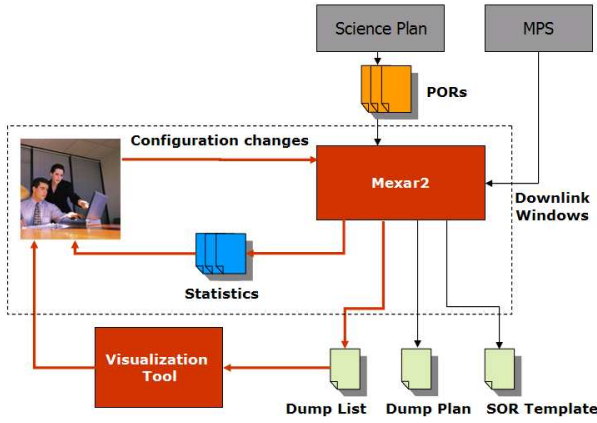 Science Plan
MPS
PORs
Configuration changes
Mexar2
Downlink
Windows
Statistics
Visualization
Tool
Dump List
Dump Plan
SOR Template